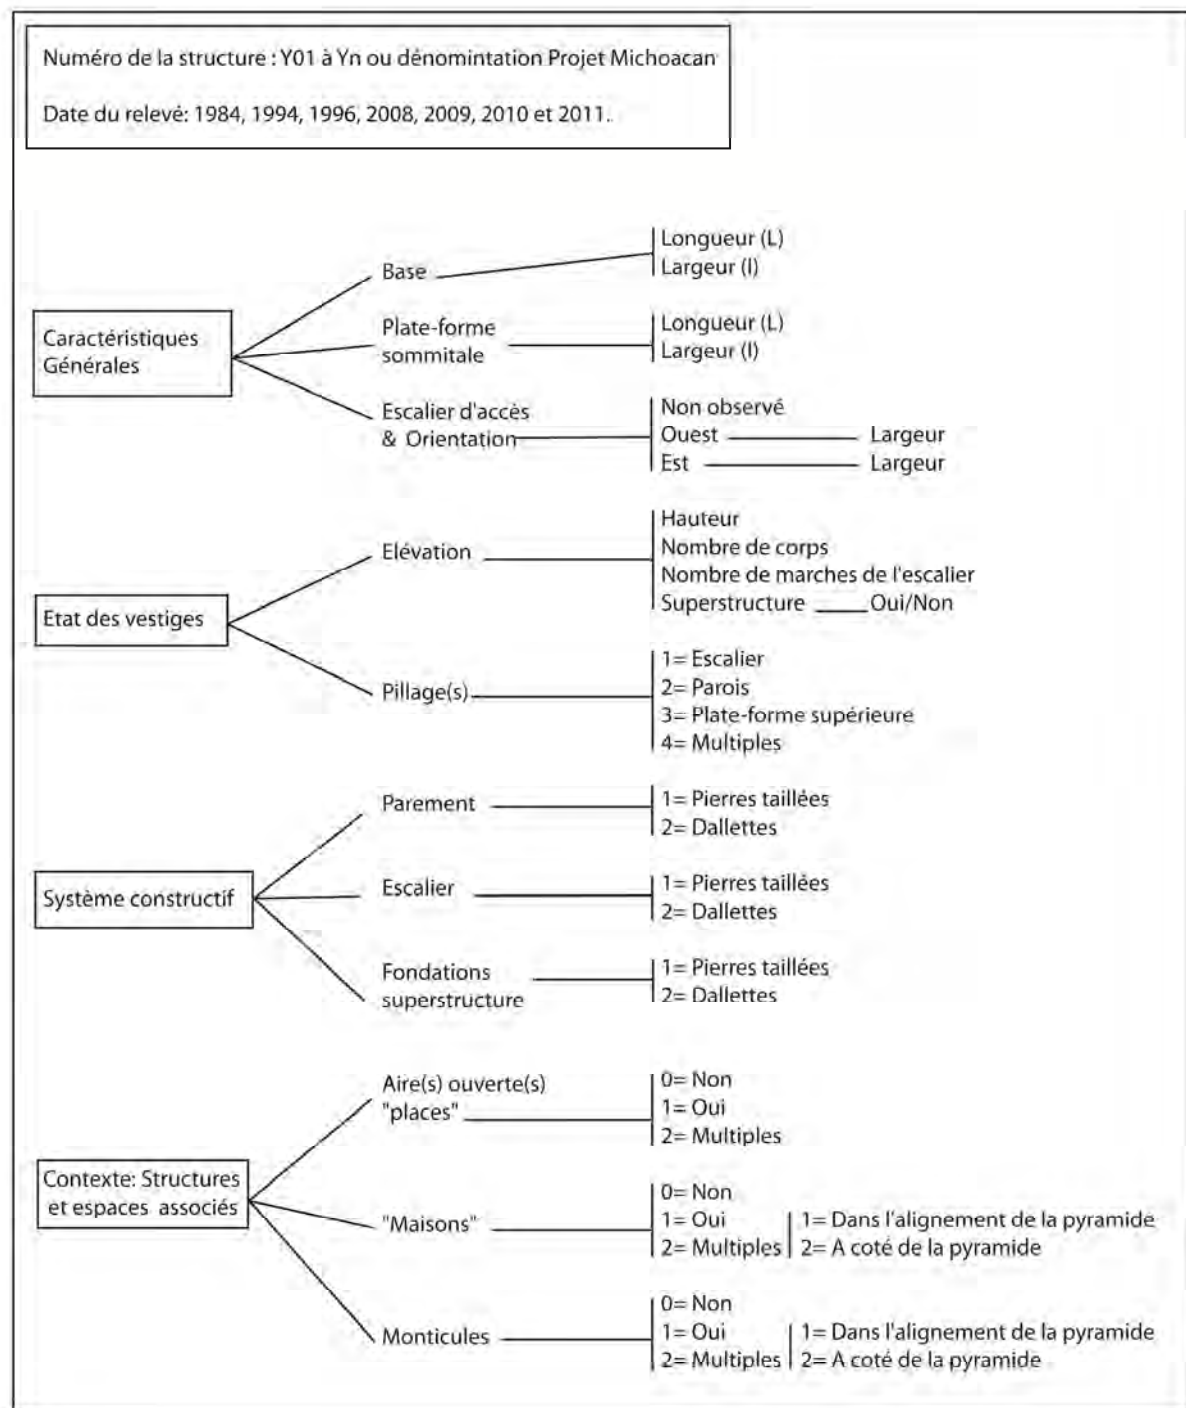 Numéro de la structure : Y01 à Yn ou dénomintation Projet Michoacan
Date du relevé: 1984, 1994, 1996, 2008, 2009, 2010 et 2011.
Caractéristiques
Générales
Base
Longueur (L)
Largeur (l)
Plate-forme
sommitale
Longueur (L)
Largeur (l)
Escalier d'accès
& Orientation
Non observé
Ouest Largeur
Est Largeur
Etat des vestiges
Elévation
Hauteur
Nombre de corps
Nombre de marches de l'escalier
Superstructure Oui/Non
Pillage(s)
1= Escalier
2= Parois
3= Plate-forme supérieure
4= Multiples
Système constructif
Parement
1= Pierres taillées
2= Dallettes
Escalier
1= Pierres taillées
2= Dallettes
Fondations
superstructure
1= Pierres taillées
2= Dallettes
Contexte: Structures
et espaces associés
Aire(s) ouverte(s)
"places"
0= Non
1= Oui
2= Multiples
"Maisons"
0= Non
1= Oui
2= Multiples
1= Dans l'alignement de la pyramide
2= A coté de la pyramide
Monticules
0= Non
1= Oui
2= Multiples
1= Dans l'alignement de la pyramide
2= A coté de la pyramide